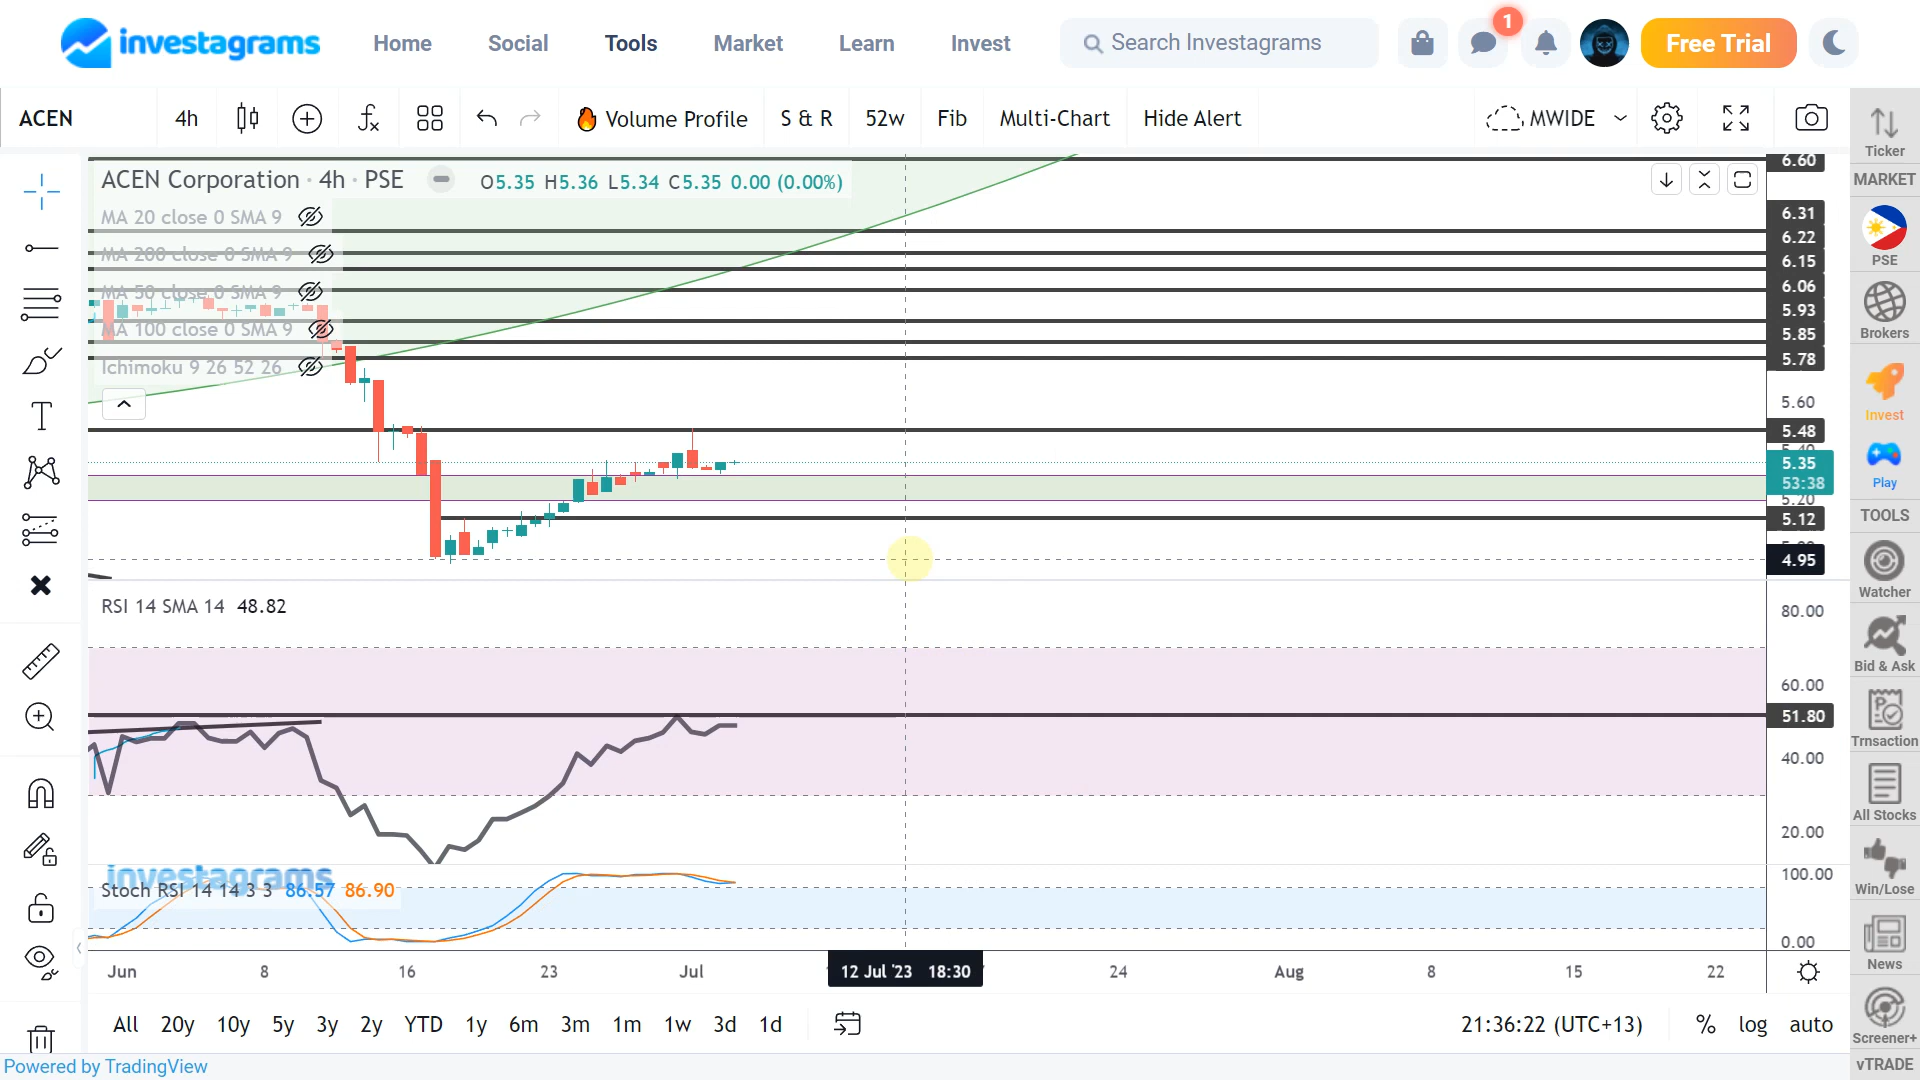 investagrams Home Social Tools Market Learn Invest Search Investagrams 1 Free Trial
ACEN 4h Volume Profile S & R 52w Fib Multi-Chart Hide Alert MWIDE
Ticker
MARKET
PSE
Brokers
Invest
Play
TOOLS
Watcher
Bid & Ask
Trnsaction
All Stocks
Win/Lose
News
Screener+
vTRADE
ACEN Corporation · 4h · PSE O5.35 H5.36 L5.34 C5.35 0.00 (0.00%)
MA 20 close 0 SMA 9
MA 200 close 0 SMA 9
MA 50 close 0 SMA 9
MA 100 close 0 SMA 9
Ichimoku 9 26 52 26
6.60
6.31
6.22
6.15
6.06
5.93
5.85
5.78
5.60
5.48
5.35
53:38
5.20
5.12
4.95
RSI 14 SMA 14 48.82
80.00
60.00
51.80
40.00
20.00
investagrams
Stoch RSI 14 14 3 3 86.57 86.90
100.00
0.00
Jun 8 16 23 Jul 12 Jul '23 18:30 24 Aug 8 15 22
All 20y 10y 5y 3y 2y YTD 1y 6m 3m 1m 1w 3d 1d 21:36:22 (UTC+13) % log auto
Powered by TradingView